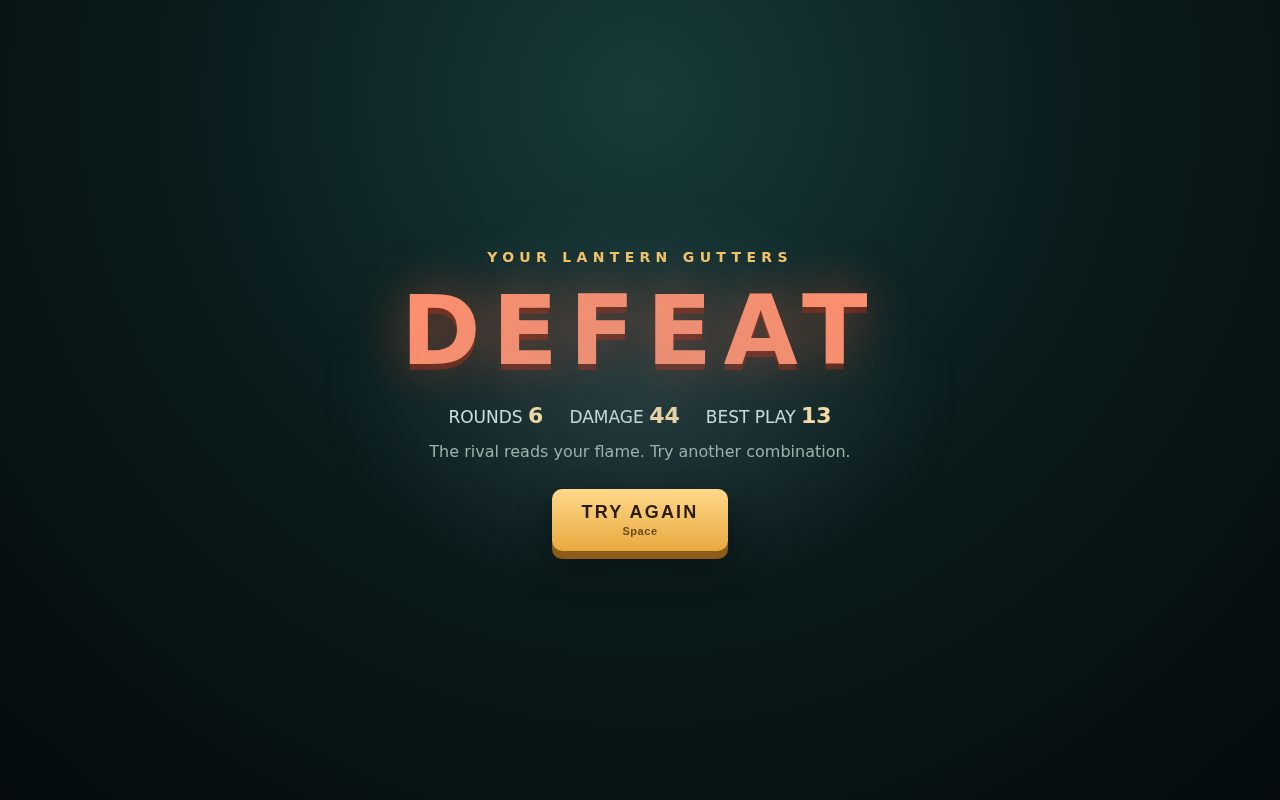 YOUR LANTERN GUTTERS
DEFEAT
ROUNDS 6 DAMAGE 44 BEST PLAY 13
The rival reads your flame. Try another combination.
TRY AGAIN
Space